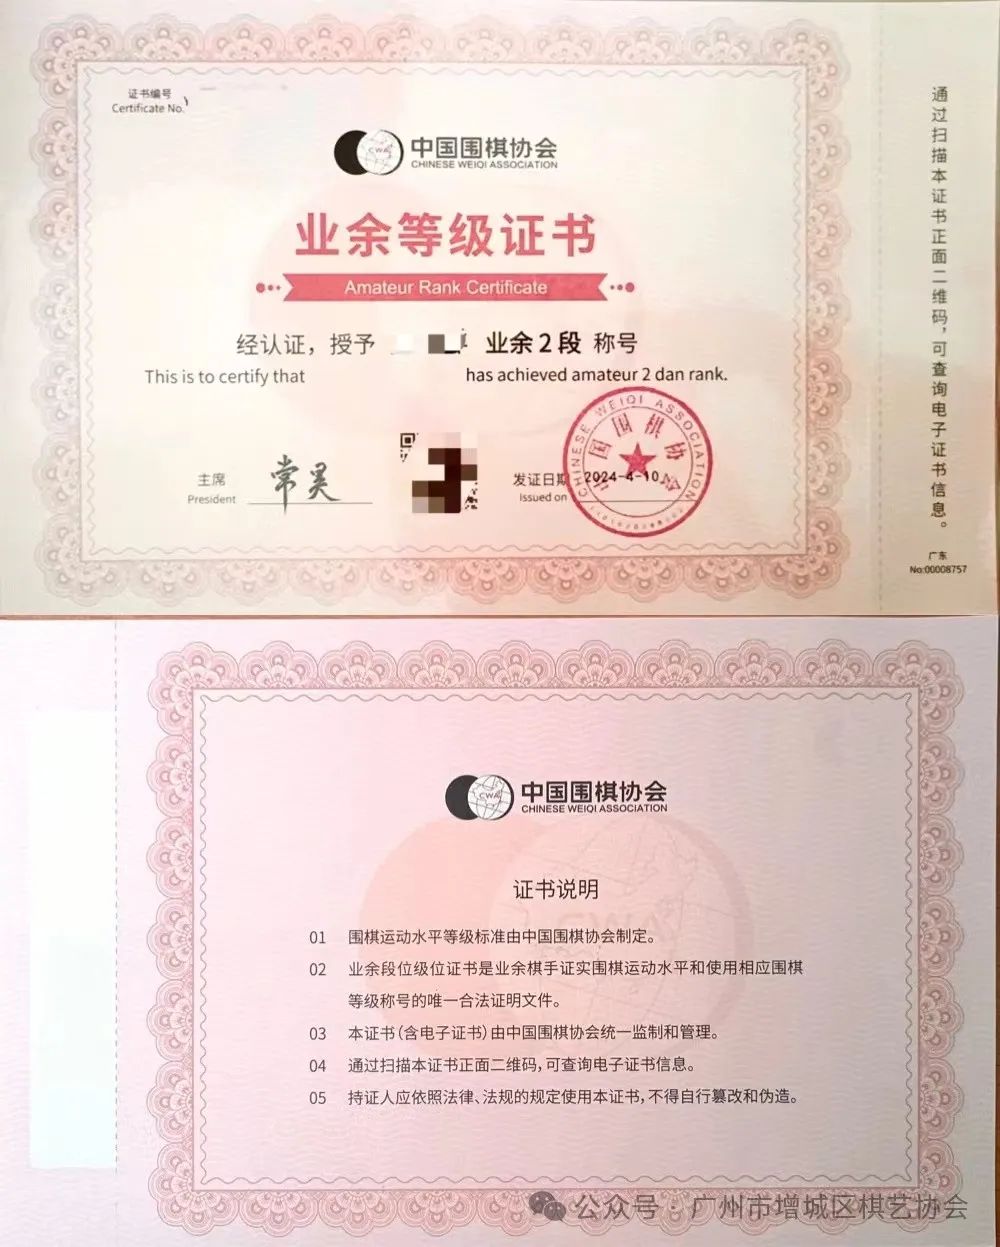 证书编号
Certificate No.
CWA
中国围棋协会
CHINESE WEIQI ASSOCIATION
业余等级证书
Amateur Rank Certificate
经认证，授予 业余2段 称号
This is to certify that has achieved amateur 2 dan rank.
主席
President
常昊
发证日期
Issued on
2024-4-10
CHINESE WEIQI ASSOCIATION
中国围棋协会
通过扫描本证书正面二维码，可查询电子证书信息。
广东
No:00008757
CWA
中国围棋协会
CHINESE WEIQI ASSOCIATION
证书说明
01 围棋运动水平等级标准由中国围棋协会制定。
02 业余段位级位证书是业余棋手证实围棋运动水平和使用相应围棋
等级称号的唯一合法证明文件。
03 本证书（含电子证书）由中国围棋协会统一监制和管理。
04 通过扫描本证书正面二维码，可查询电子证书信息。
05 持证人应依照法律、法规的规定使用本证书，不得自行篡改和伪造。
公众号·广州市增城区棋艺协会